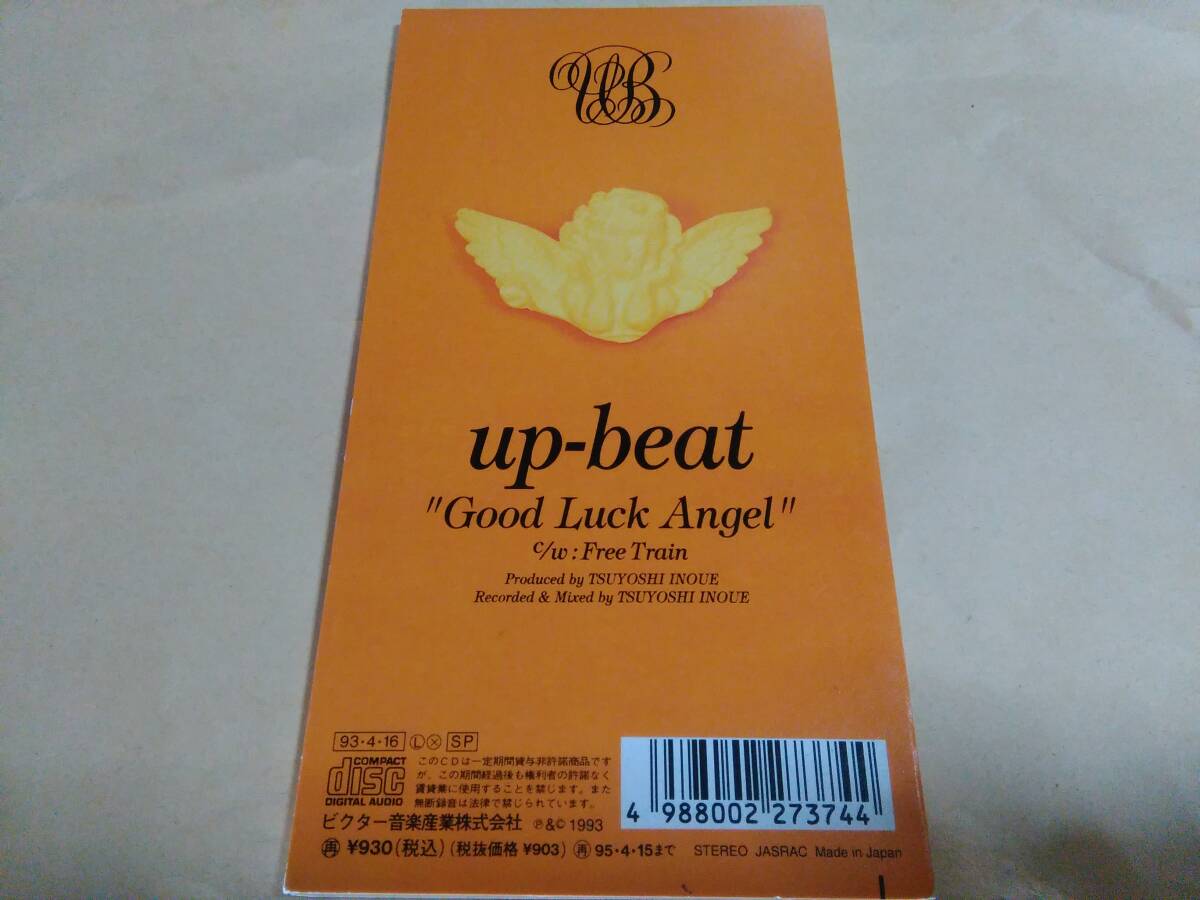 UB
up-beat
"Good Luck Angel"
c/w : Free Train
Produced by TSUYOSHI INOUE
Recorded & Mixed by TSUYOSHI INOUE
93・4・16 Ⓛ ⓧ SP
COMPACT disc DIGITAL AUDIO
このCDは一定期間貸与非許諾商品です
が、この期間経過後も権利者の許諾なく
賃貸業に使用することを禁じます。また
無断録音は法律で禁じられています。
ビクター音楽産業株式会社 ℗&© 1993
4 988002 273744
再 ¥930(税込)(税抜価格 ¥903) 再 95・4・15まで STEREO JASRAC Made in Japan